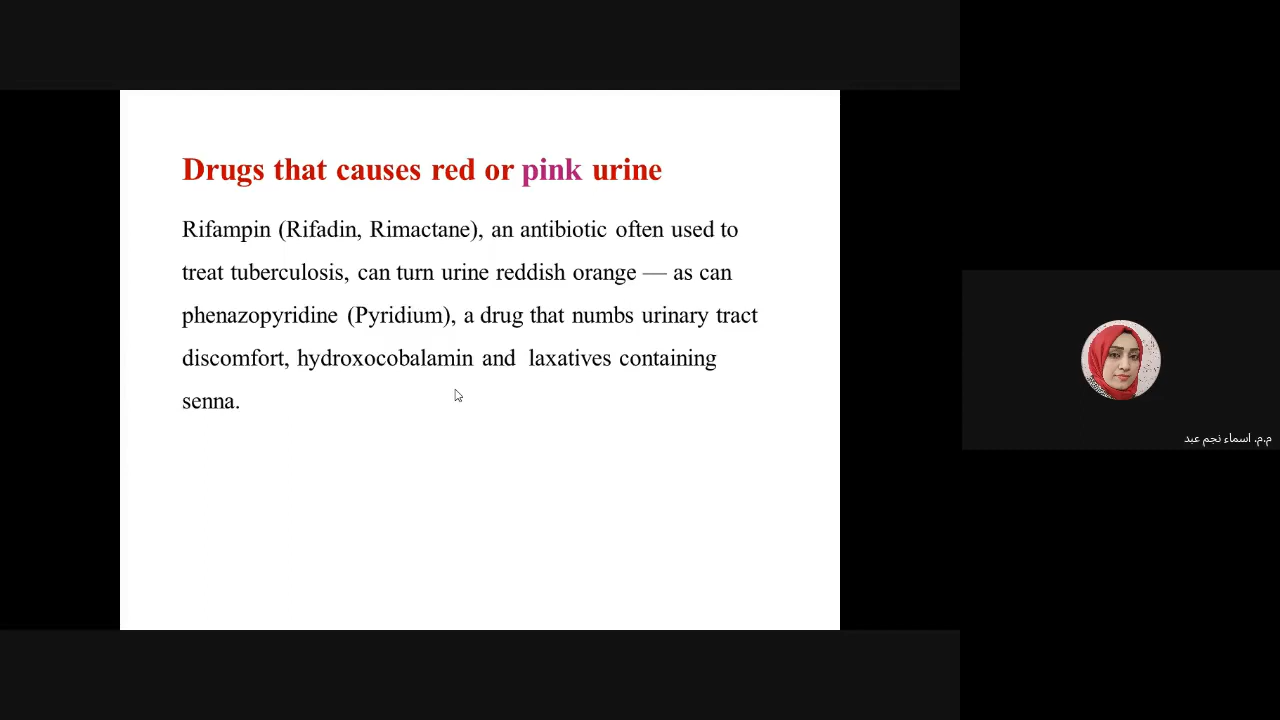 Drugs that causes red or pink urine
Rifampin (Rifadin, Rimactane), an antibiotic often used to
treat tuberculosis, can turn urine reddish orange — as can
phenazopyridine (Pyridium), a drug that numbs urinary tract
discomfort, hydroxocobalamin and laxatives containing
senna.
م.م. اسماء نجم عبد